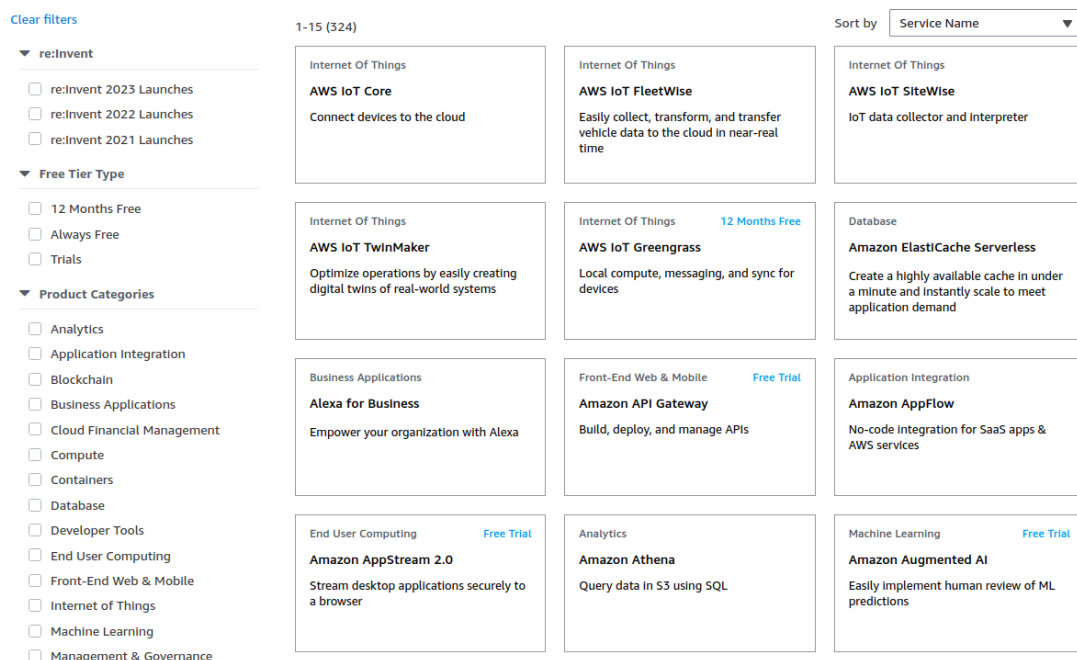 Clear filters
re:Invent
re:Invent 2023 Launches
re:Invent 2022 Launches
re:Invent 2021 Launches
Free Tier Type
12 Months Free
Always Free
Trials
Product Categories
Analytics
Application Integration
Blockchain
Business Applications
Cloud Financial Management
Compute
Containers
Database
Developer Tools
End User Computing
Front-End Web & Mobile
Internet of Things
Machine Learning
Management & Governance
1-15 (324)
Sort by
Service Name
Internet Of Things
AWS IoT Core
Connect devices to the cloud
Internet Of Things
AWS IoT FleetWise
Easily collect, transform, and transfer
vehicle data to the cloud in near-real
time
Internet Of Things
AWS IoT SiteWise
IoT data collector and interpreter
Internet Of Things
AWS IoT TwinMaker
Optimize operations by easily creating
digital twins of real-world systems
Internet Of Things
12 Months Free
AWS IoT Greengrass
Local compute, messaging, and sync for
devices
Database
Amazon ElastiCache Serverless
Create a highly available cache in under
a minute and instantly scale to meet
application demand
Business Applications
Alexa for Business
Empower your organization with Alexa
Front-End Web & Mobile
Free Trial
Amazon API Gateway
Build, deploy, and manage APIs
Application Integration
Amazon AppFlow
No-code integration for SaaS apps &
AWS services
End User Computing
Free Trial
Amazon AppStream 2.0
Stream desktop applications securely to
a browser
Analytics
Amazon Athena
Query data in S3 using SQL
Machine Learning
Free Trial
Amazon Augmented AI
Easily implement human review of ML
predictions